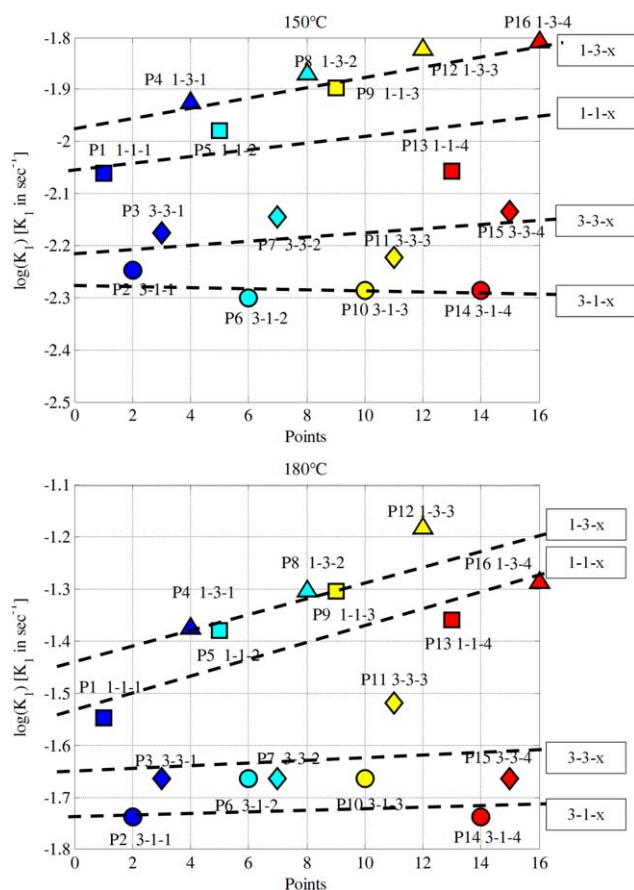 150°C
-1.8
P16 1-3-4
1-3-x
P8 1-3-2
P12 1-3-3
P4 1-3-1
-1.9
P9 1-1-3
1-1-x
-2
P1 1-1-1
P5 1-1-2
P13 1-1-4
-2.1
P3 3-3-1
3-3-x
log(K1) [K1 in sec-1]
-2.2
P7 3-3-2
P11 3-3-3
P15 3-3-4
P2 3-1-1
3-1-x
-2.3
P6 3-1-2
P10 3-1-3
P14 3-1-4
-2.4
-2.5
0 2 4 6 8 10 12 14 16
Points
180°C
-1.1
P12 1-3-3
1-3-x
-1.2
P8 1-3-2
P16 1-3-4
1-1-x
-1.3
P4 1-3-1
P9 1-1-3
P5 1-1-2
P13 1-1-4
-1.4
log(K1) [K1 in sec-1]
P1 1-1-1
-1.5
P11 3-3-3
-1.6
3-3-x
P3 3-3-1
P7 3-3-2
P15 3-3-4
P6 3-1-2
P10 3-1-3
-1.7
3-1-x
P2 3-1-1
P14 3-1-4
-1.8
0 2 4 6 8 10 12 14 16
Points